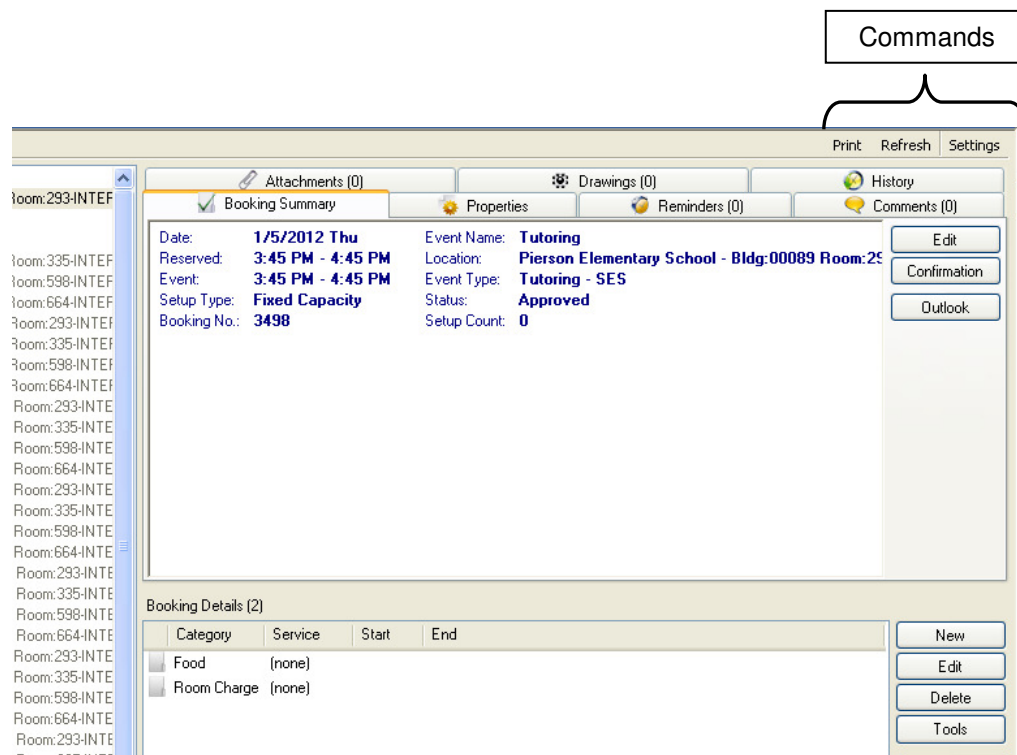 Commands
Print Refresh Settings
Room:293-INTEF
Room:335-INTEF
Room:598-INTEF
Room:664-INTEF
Room:293-INTEF
Room:335-INTEF
Room:598-INTEF
Room:664-INTEF
Room:293-INTE
Room:335-INTE
Room:598-INTE
Room:664-INTE
Room:293-INTE
Room:335-INTE
Room:598-INTE
Room:664-INTE
Room:293-INTE
Room:335-INTE
Room:598-INTE
Room:664-INTE
Room:293-INTE
Room:335-INTE
Room:598-INTE
Room:664-INTE
Room:293-INTE
Attachments (0) Drawings (0) History
Booking Summary Properties Reminders (0) Comments (0)
Date: 1/5/2012 Thu Event Name: Tutoring
Reserved: 3:45 PM - 4:45 PM Location: Pierson Elementary School - Bldg:00089 Room:29
Event: 3:45 PM - 4:45 PM Event Type: Tutoring - SES
Setup Type: Fixed Capacity Status: Approved
Booking No.: 3498 Setup Count: 0
Edit
Confirmation
Outlook
Booking Details (2)
Category Service Start End
Food (none)
Room Charge (none)
New
Edit
Delete
Tools